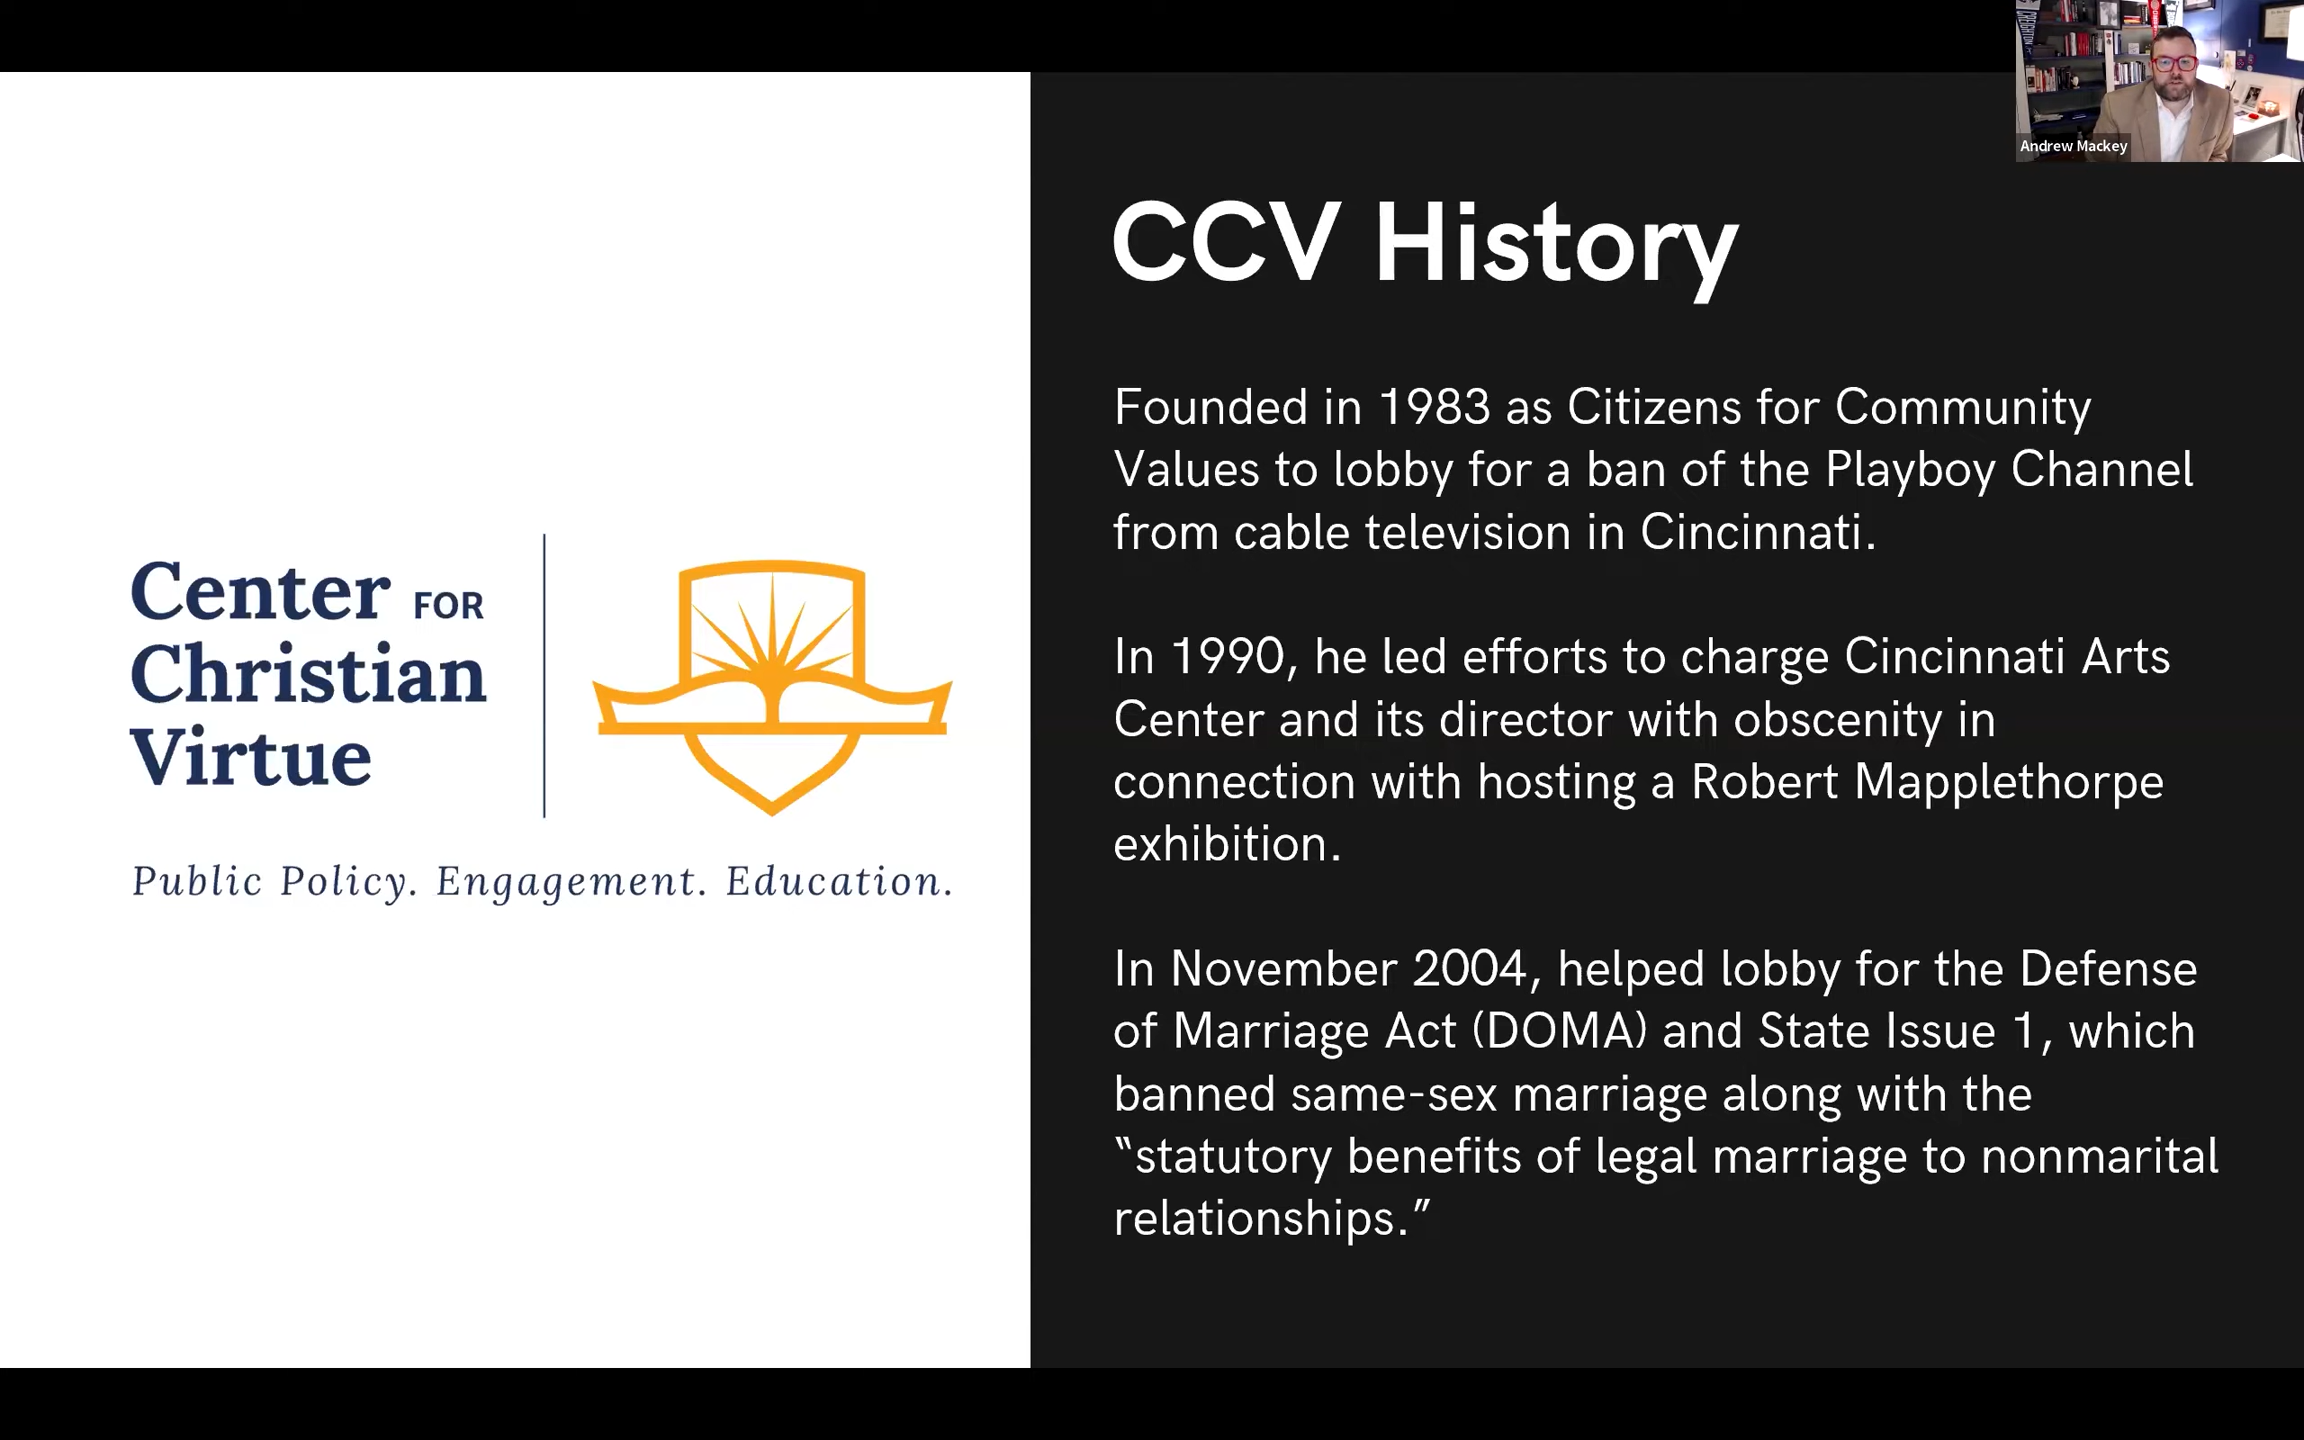 CREIGHTON
Andrew Mackey
CCV History
Founded in 1983 as Citizens for Community
Values to lobby for a ban of the Playboy Channel
from cable television in Cincinnati.
In 1990, he led efforts to charge Cincinnati Arts
Center and its director with obscenity in
connection with hosting a Robert Mapplethorpe
exhibition.
In November 2004, helped lobby for the Defense
of Marriage Act (DOMA) and State Issue 1, which
banned same-sex marriage along with the
“statutory benefits of legal marriage to nonmarital
relationships.”
Center FOR
Christian
Virtue
Public Policy. Engagement. Education.